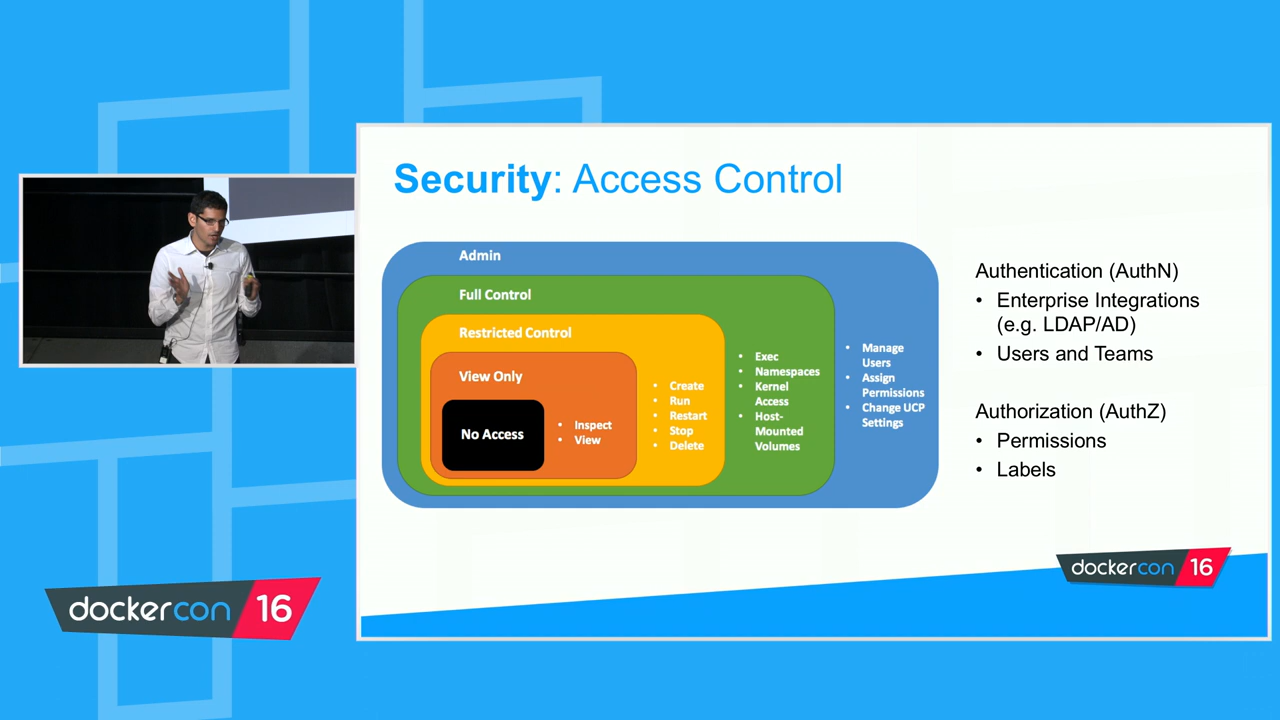 Security: Access Control
Admin
Full Control
Restricted Control
View Only
No Access
• Inspect
• View
• Create
• Run
• Restart
• Stop
• Delete
• Exec
• Namespaces
• Kernel
Access
• Host-
Mounted
Volumes
• Manage
Users
• Assign
Permissions
• Change UCP
Settings
Authentication (AuthN)
• Enterprise Integrations
(e.g. LDAP/AD)
• Users and Teams
Authorization (AuthZ)
• Permissions
• Labels
dockercon 16
dockercon 16